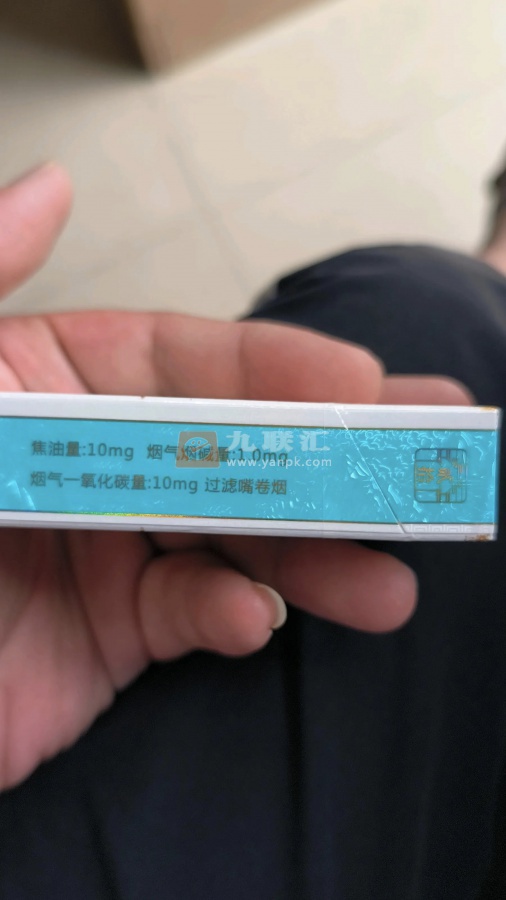 焦油量:10mg 烟气烟碱量:1.0mg
烟气一氧化碳量:10mg 过滤嘴卷烟
九联汇
www.yanpk.com